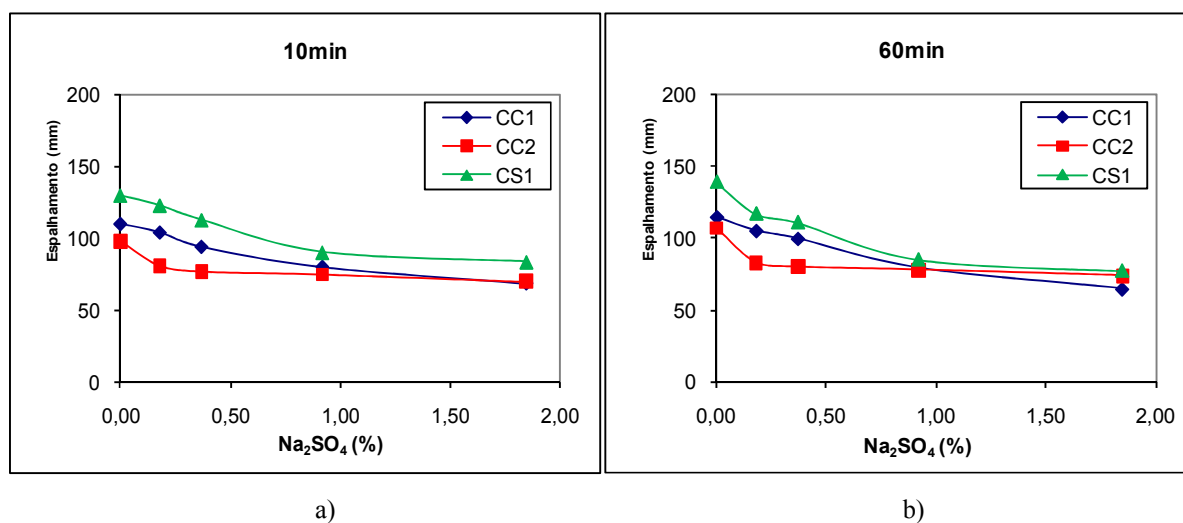 10min
Espalhamento (mm)
200
150
100
50
0
CC1
CC2
CS1
0,00 0,50 1,00 1,50 2,00
Na₂SO₄ (%)
a)
60min
Espalhamento (mm)
200
150
100
50
0
CC1
CC2
CS1
0,00 0,50 1,00 1,50 2,00
Na₂SO₄ (%)
b)